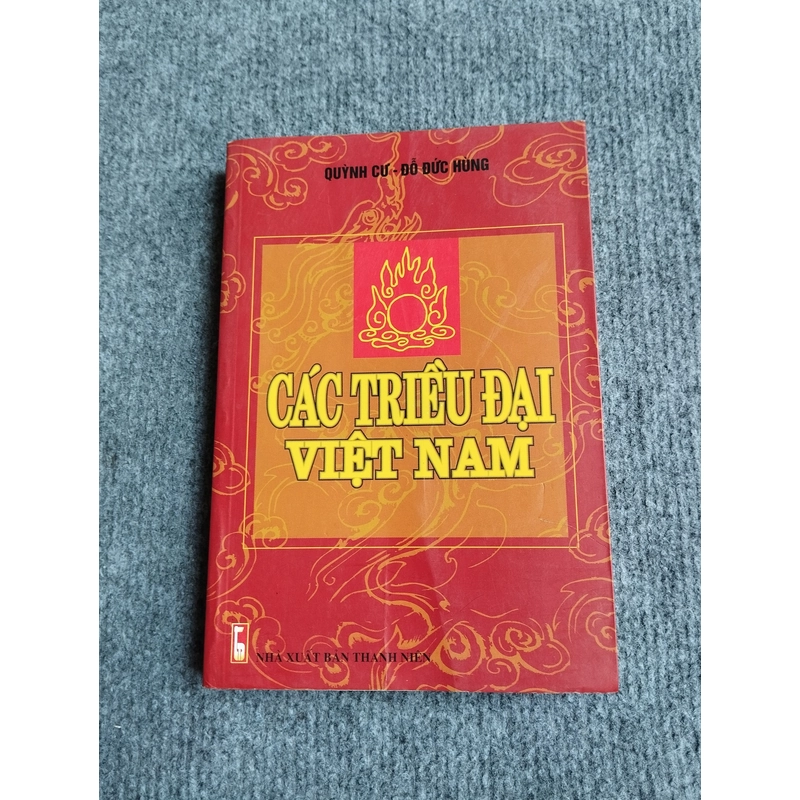 QUỲNH CƯ - ĐỖ ĐỨC HÙNG
CÁC TRIỀU ĐẠI
VIỆT NAM
NHÀ XUẤT BẢN THANH NIÊN